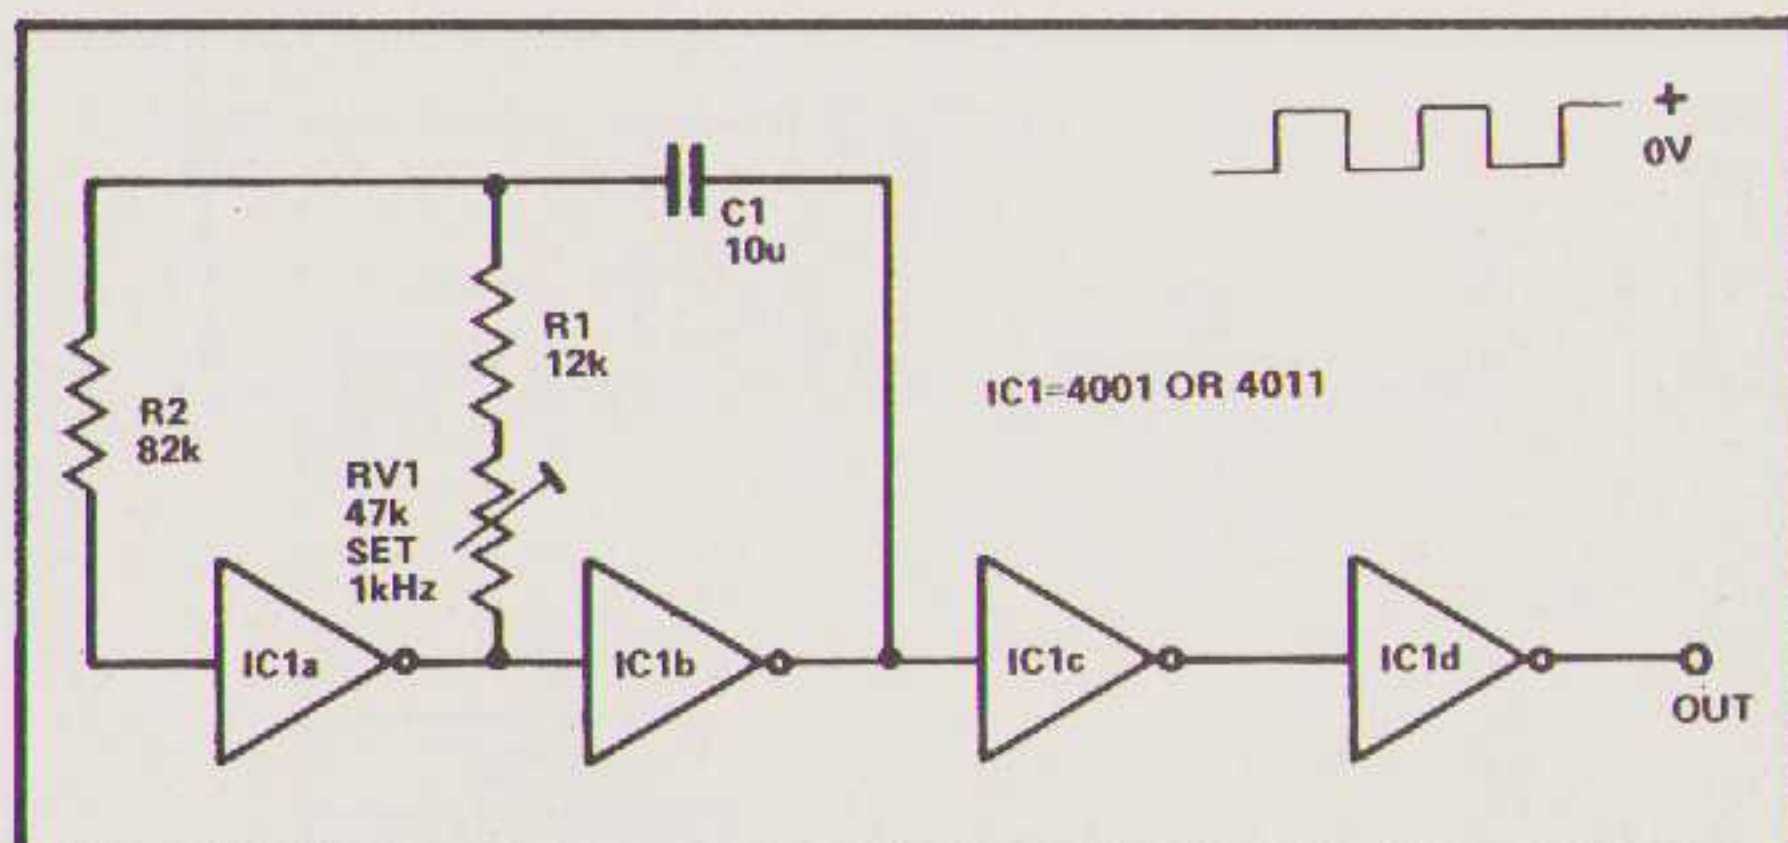 +
0V
C1
10u
R1
12k
IC1=4001 OR 4011
R2
82k
RV1
47k
SET
1kHz
IC1a
IC1b
IC1c
IC1d
OUT